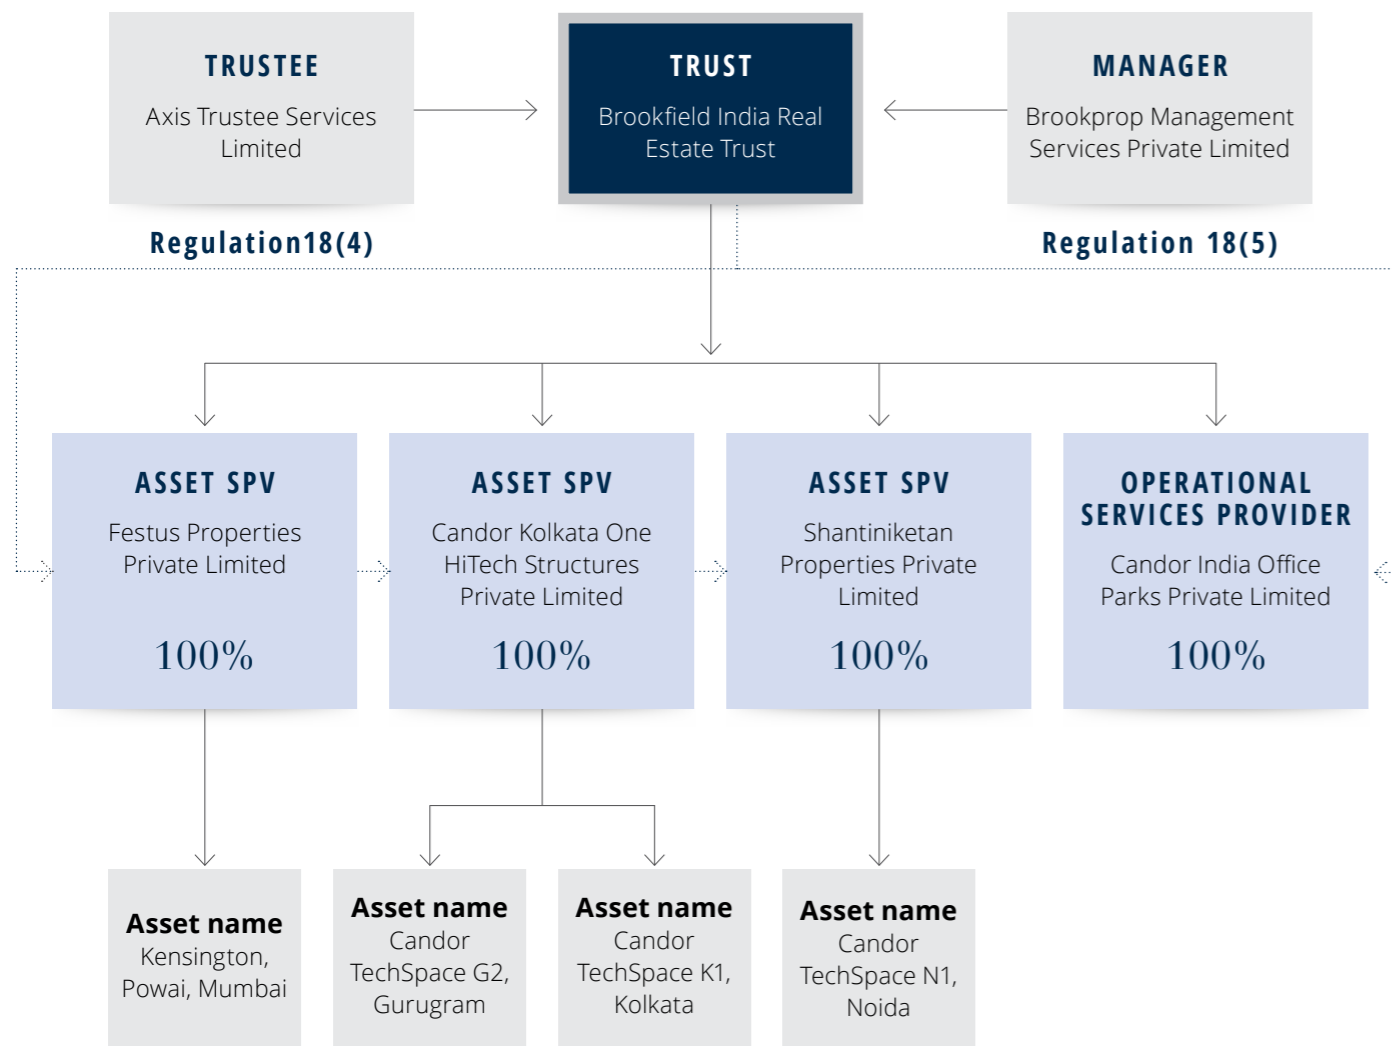 TRUSTEE
Axis Trustee Services
Limited
TRUST
Brookfield India Real
Estate Trust
MANAGER
Brookprop Management
Services Private Limited
Regulation18(4)
Regulation 18(5)
ASSET SPV
Festus Properties
Private Limited
100%
ASSET SPV
Candor Kolkata One
HiTech Structures
Private Limited
100%
ASSET SPV
Shantiniketan
Properties Private
Limited
100%
OPERATIONAL
SERVICES PROVIDER
Candor India Office
Parks Private Limited
100%
Asset name
Kensington,
Powai, Mumbai
Asset name
Candor
TechSpace G2,
Gurugram
Asset name
Candor
TechSpace K1,
Kolkata
Asset name
Candor
TechSpace N1,
Noida